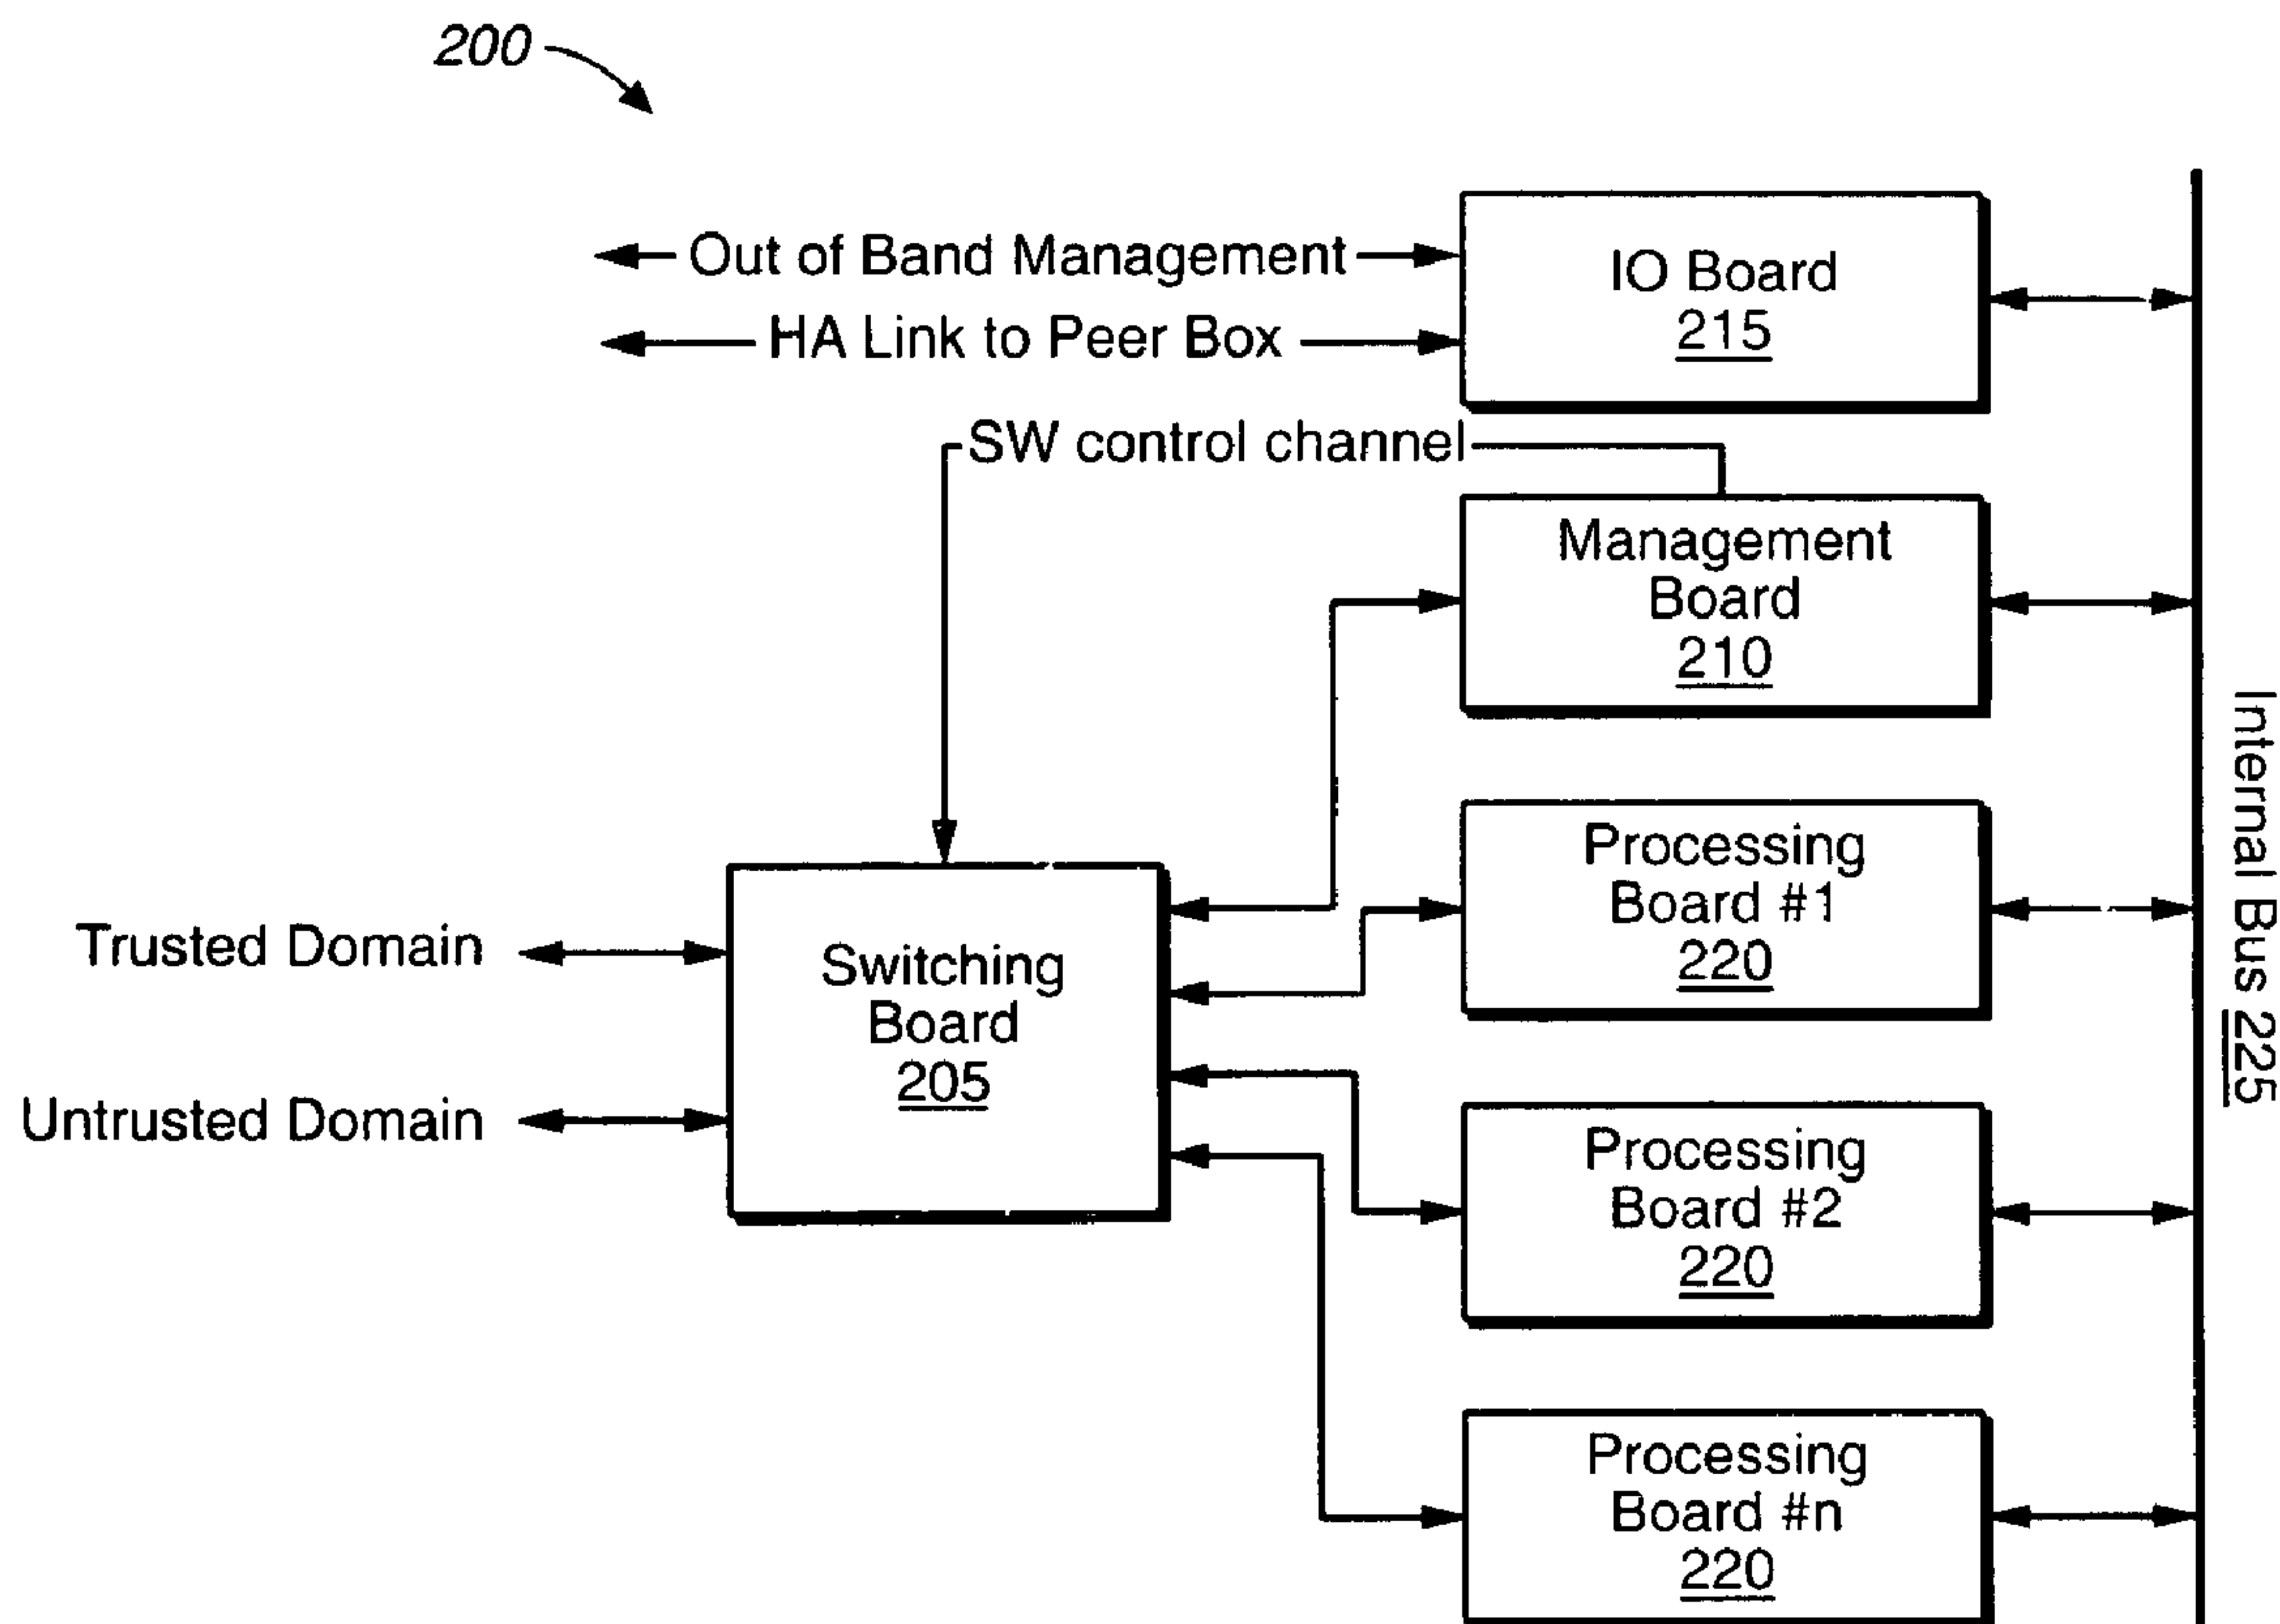 200
Out of Band Management
HA Link to Peer Box
IO Board
215
SW control channel
Management
Board
210
Processing
Board #1
220
Switching
Board
205
Trusted Domain
Untrusted Domain
Processing
Board #2
220
Processing
Board #n
220
Internal Bus 225